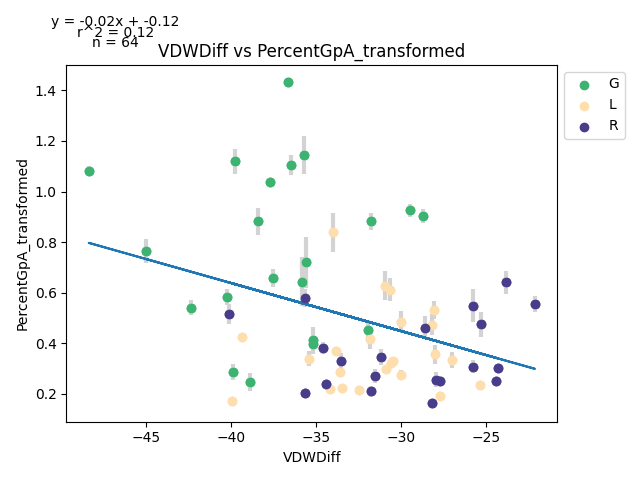 y = -0.02x + -0.12
r^2 = 0.12
n = 64
VDWDiff vs PercentGpA_transformed
PercentGpA_transformed
1.4
1.2
1.0
0.8
0.6
0.4
0.2
−45
−40
−35
−30
−25
VDWDiff
G
L
R